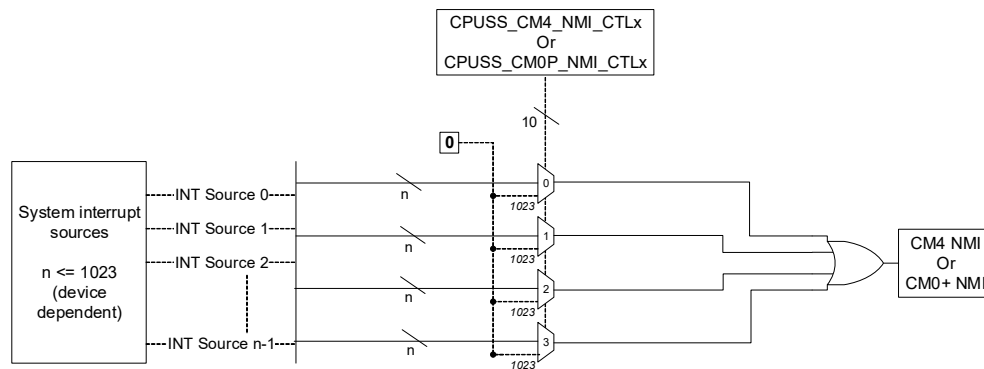 CPUSS_CM4_NMI_CTLx
Or
CPUSS_CM0P_NMI_CTLx
10
0
System interrupt
sources
n <= 1023
(device
dependent)
INT Source 0
INT Source 1
INT Source 2
INT Source n-1
n
n
n
n
0
1023
1
1023
2
1023
3
1023
CM4 NMI
Or
CM0+ NMI